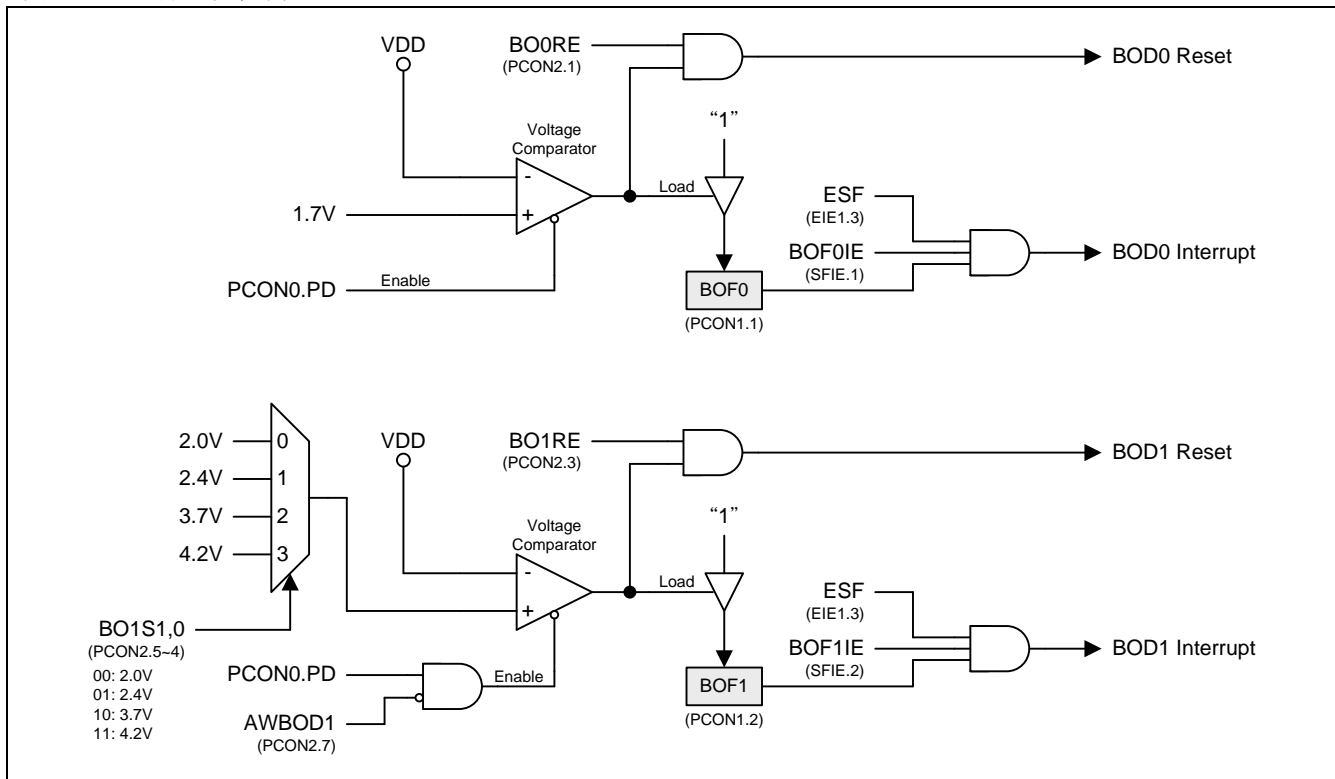 VDD
BO0RE
(PCON2.1)
BOD0 Reset
Voltage
Comparator
“1”
-
Load
1.7V
+
ESF
(EIE1.3)
BOF0IE
(SFIE.1)
BOD0 Interrupt
PCON0.PD
Enable
BOF0
(PCON1.1)
2.0V
0
2.4V
1
3.7V
2
4.2V
3
VDD
BO1RE
(PCON2.3)
BOD1 Reset
Voltage
Comparator
“1”
-
Load
+
BO1S1,0
(PCON2.5~4)
00: 2.0V
01: 2.4V
10: 3.7V
11: 4.2V
PCON0.PD
Enable
AWBOD1
(PCON2.7)
ESF
(EIE1.3)
BOF1IE
(SFIE.2)
BOD1 Interrupt
BOF1
(PCON1.2)